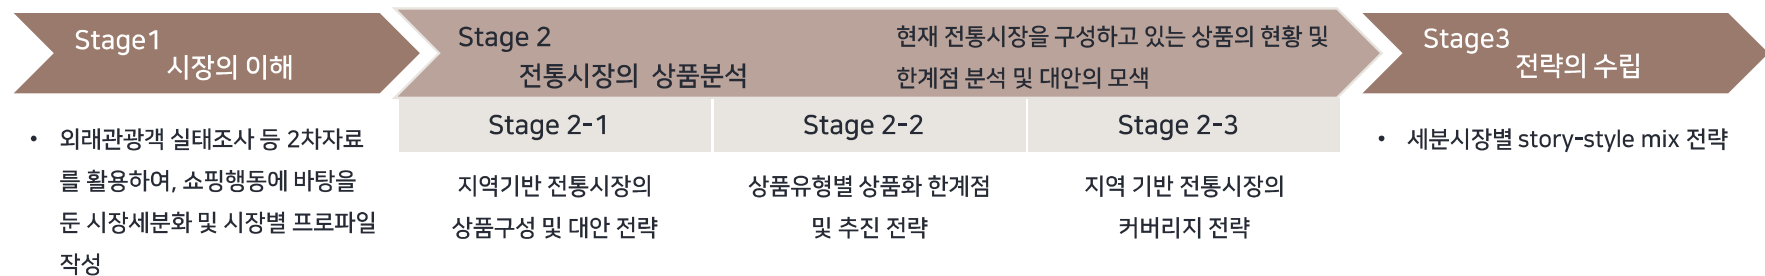 Stage1
시장의 이해
• 외래관광객 실태조사 등 2차자료
를 활용하여, 쇼핑행동에 바탕을
둔 시장세분화 및 시장별 프로파일
작성
Stage 2
전통시장의 상품분석
현재 전통시장을 구성하고 있는 상품의 현황 및
한계점 분석 및 대안의 모색
Stage 2-1
지역기반 전통시장의
상품구성 및 대안 전략
Stage 2-2
상품유형별 상품화 한계점
및 추진 전략
Stage 2-3
지역 기반 전통시장의
커버리지 전략
Stage3
전략의 수립
• 세분시장별 story-style mix 전략